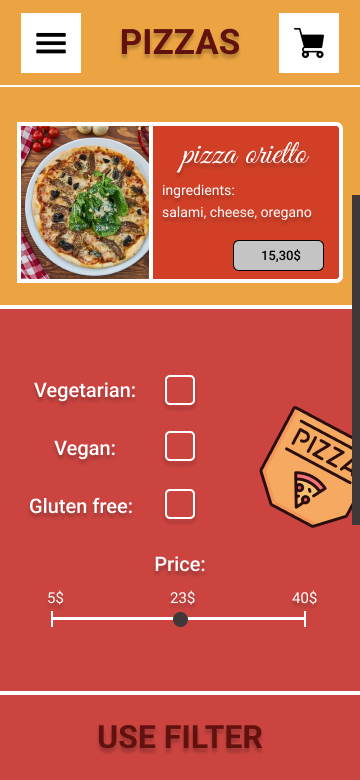 PIZZAS
pizza orietto
ingredients:
salami, cheese, oregano
15,30$
Vegetarian:
Vegan:
PIZZA
Gluten free:
Price:
5$ 23$ 40$
USE FILTER